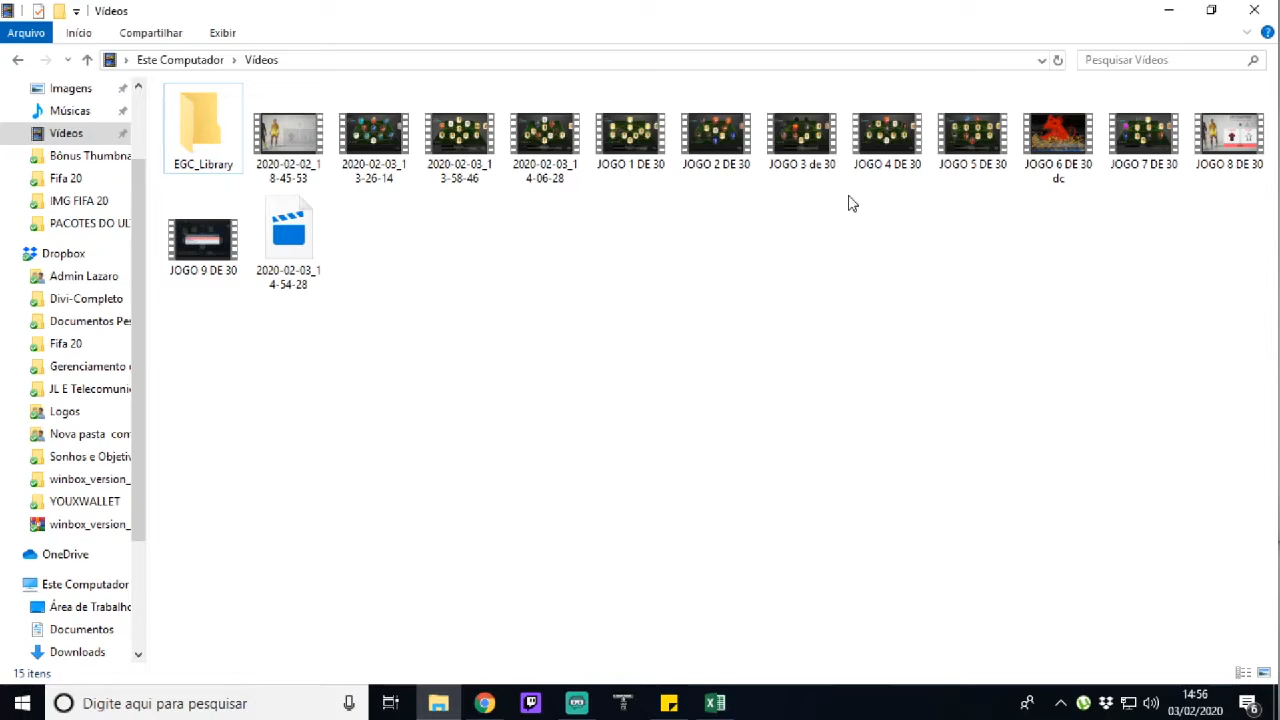 Vídeos
Arquivo Início Compartilhar Exibir
Este Computador Vídeos
Pesquisar Vídeos
Imagens
Músicas
Vídeos
Bônus Thumbna
Fifa 20
IMG FIFA 20
PACOTES DO UL
Dropbox
Admin Lazaro
Divi-Completo
Documentos Pes
Fifa 20
Gerenciamento
JL E Telecomuni
Logos
Nova pasta con
Sonhos e Objetiv
winbox_version_
YOUXWALLET
winbox_version_
OneDrive
Este Computador
Área de Trabalho
Documentos
Downloads
EGC_Library
2020-02-02_1
8-45-53
2020-02-03_1
3-26-14
2020-02-03_1
3-58-46
2020-02-03_1
4-06-28
JOGO 1 DE 30
JOGO 2 DE 30
JOGO 3 de 30
JOGO 4 DE 30
JOGO 5 DE 30
JOGO 6 DE 30
dc
JOGO 7 DE 30
JOGO 8 DE 30
JOGO 9 DE 30
2020-02-03_1
4-54-28
15 itens
Digite aqui para pesquisar
14:56
03/02/2020
6